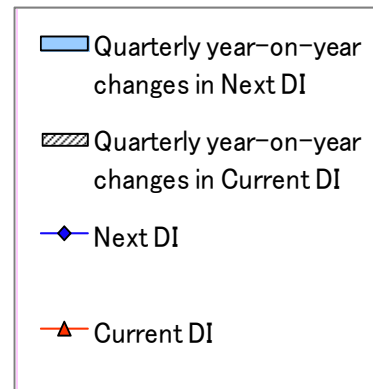 Quarterly year-on-year
changes in Next DI
Quarterly year-on-year
changes in Current DI
Next DI
Current DI